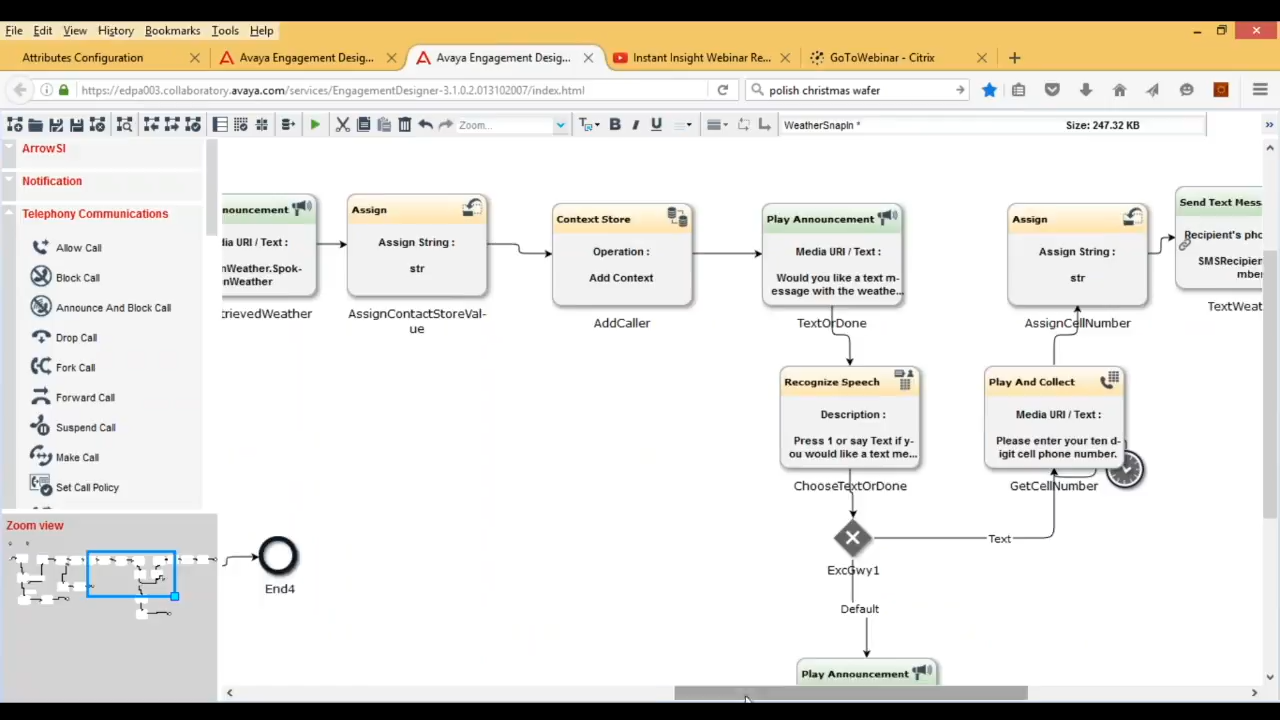 File Edit View History Bookmarks Tools Help
Attributes Configuration
Avaya Engagement Desig...
Avaya Engagement Desig...
Instant Insight Webinar Re...
GoToWebinar - Citrix
https://edpa003.collaboratory.avaya.com/services/EngagementDesigner-3.1.0.2.013102007/index.html
polish christmas wafer
Zoom...
B I U
WeatherSnapIn *
Size: 247.32 KB
ArrowSI
Notification
Telephony Communications
Allow Call
Block Call
Announce And Block Call
Drop Call
Fork Call
Forward Call
Suspend Call
Make Call
Set Call Policy
Zoom view
nouncement
ia URI / Text :
nWeather.Spok-
nWeather
trievedWeather
Assign
Assign String :
str
AssignContactStoreVal-
ue
Context Store
Operation :
Add Context
AddCaller
Play Announcement
Media URI / Text :
Would you like a text m-
essage with the weathe...
TextOrDone
Assign
Assign String :
str
AssignCellNumber
Send Text Mess
Recipient's pho
SMSRecipien
mber
TextWeat
Recognize Speech
Description :
Press 1 or say Text if y-
ou would like a text me...
ChooseTextOrDone
Play And Collect
Media URI / Text :
Please enter your ten d-
igit cell phone number.
GetCellNumber
Text
ExcGwy1
Default
End4
Play Announcement